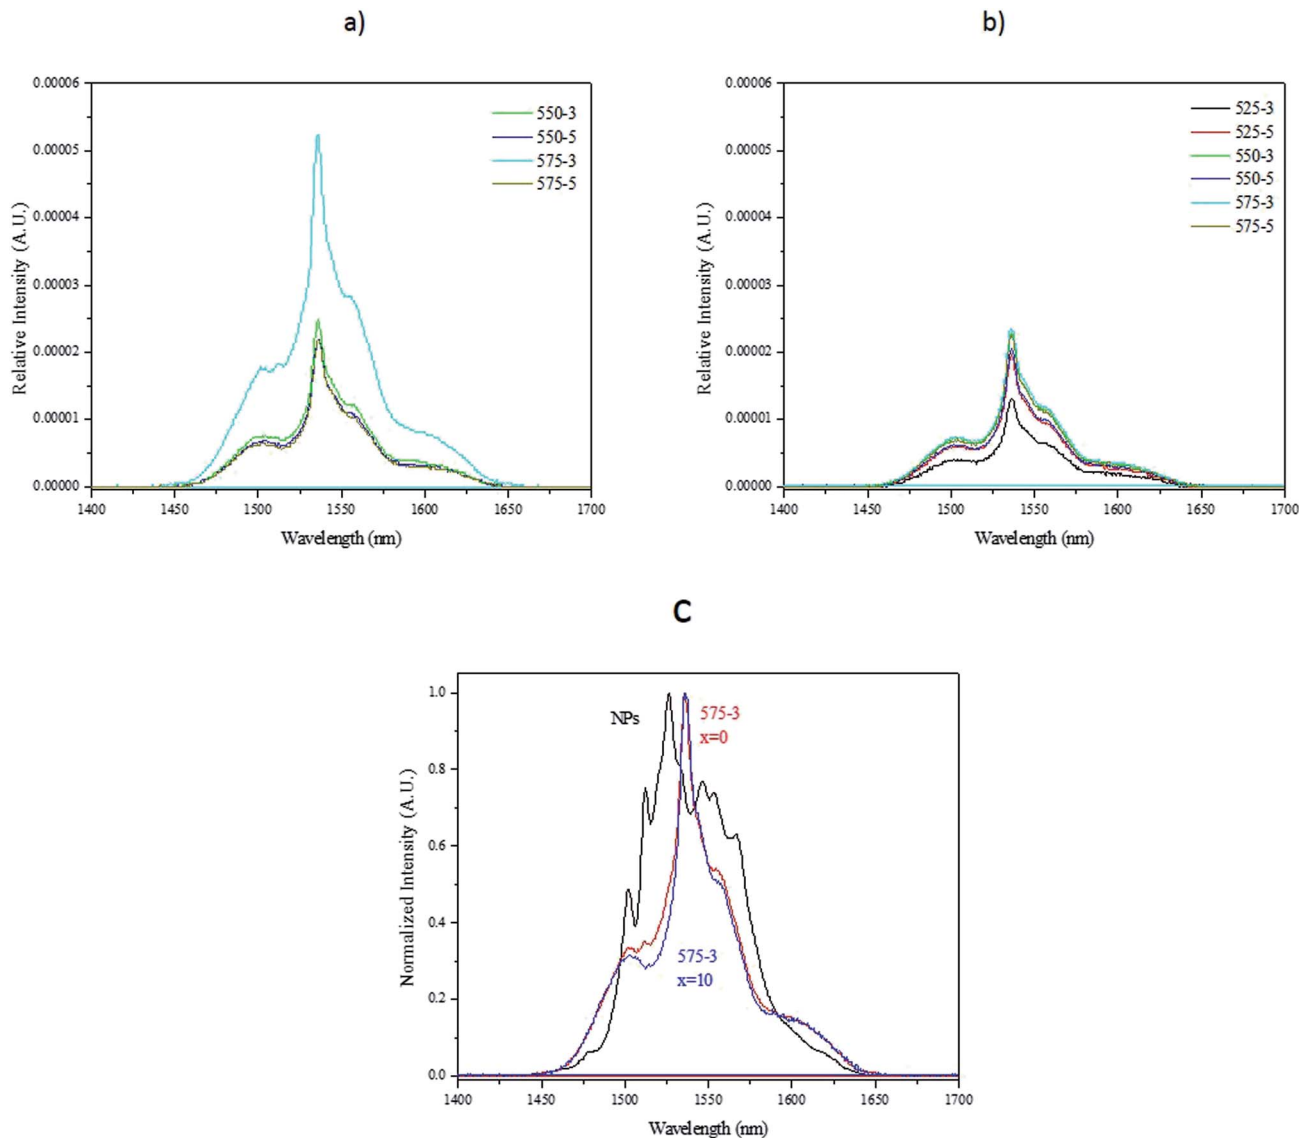 a)
0.00006
0.00005
0.00004
0.00003
0.00002
0.00001
0.00000
Relative Intensity (A.U.)
550-3
550-5
575-3
575-5
1400 1450 1500 1550 1600 1650 1700
Wavelength (nm)
b)
0.00006
0.00005
0.00004
0.00003
0.00002
0.00001
0.00000
Relative Intensity (A.U.)
525-3
525-5
550-3
550-5
575-3
575-5
1400 1450 1500 1550 1600 1650 1700
Wavelength (nm)
C
1.0
0.8
0.6
0.4
0.2
0.0
Normalized Intensity (A.U.)
NPs
575-3
x=0
575-3
x=10
1400 1450 1500 1550 1600 1650 1700
Wavelength (nm)